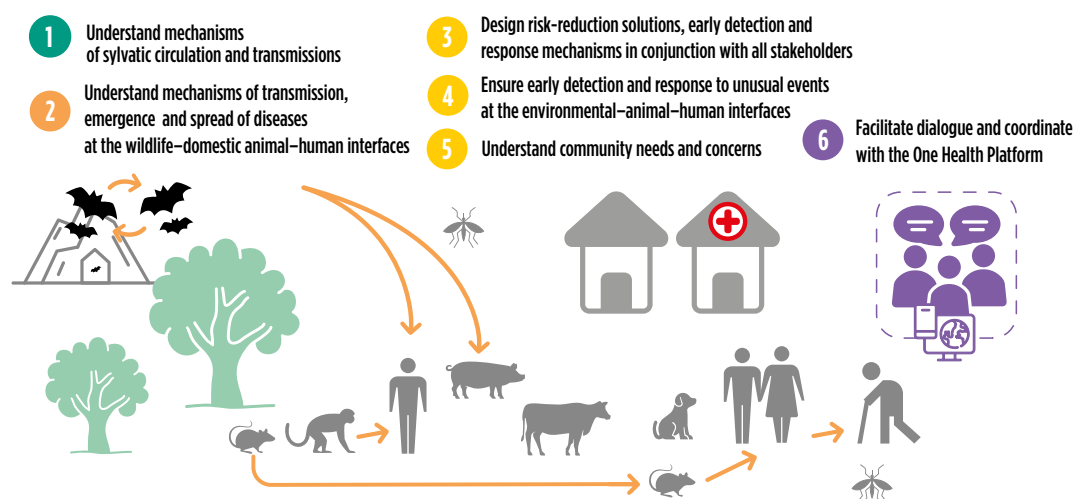 1
Understand mechanisms
of sylvatic circulation and transmissions
2
Understand mechanisms of transmission,
emergence and spread of diseases
at the wildlife–domestic animal–human interfaces
3
Design risk-reduction solutions, early detection and
response mechanisms in conjunction with all stakeholders
4
Ensure early detection and response to unusual events
at the environmental–animal–human interfaces
5
Understand community needs and concerns
6
Facilitate dialogue and coordinate
with the One Health Platform